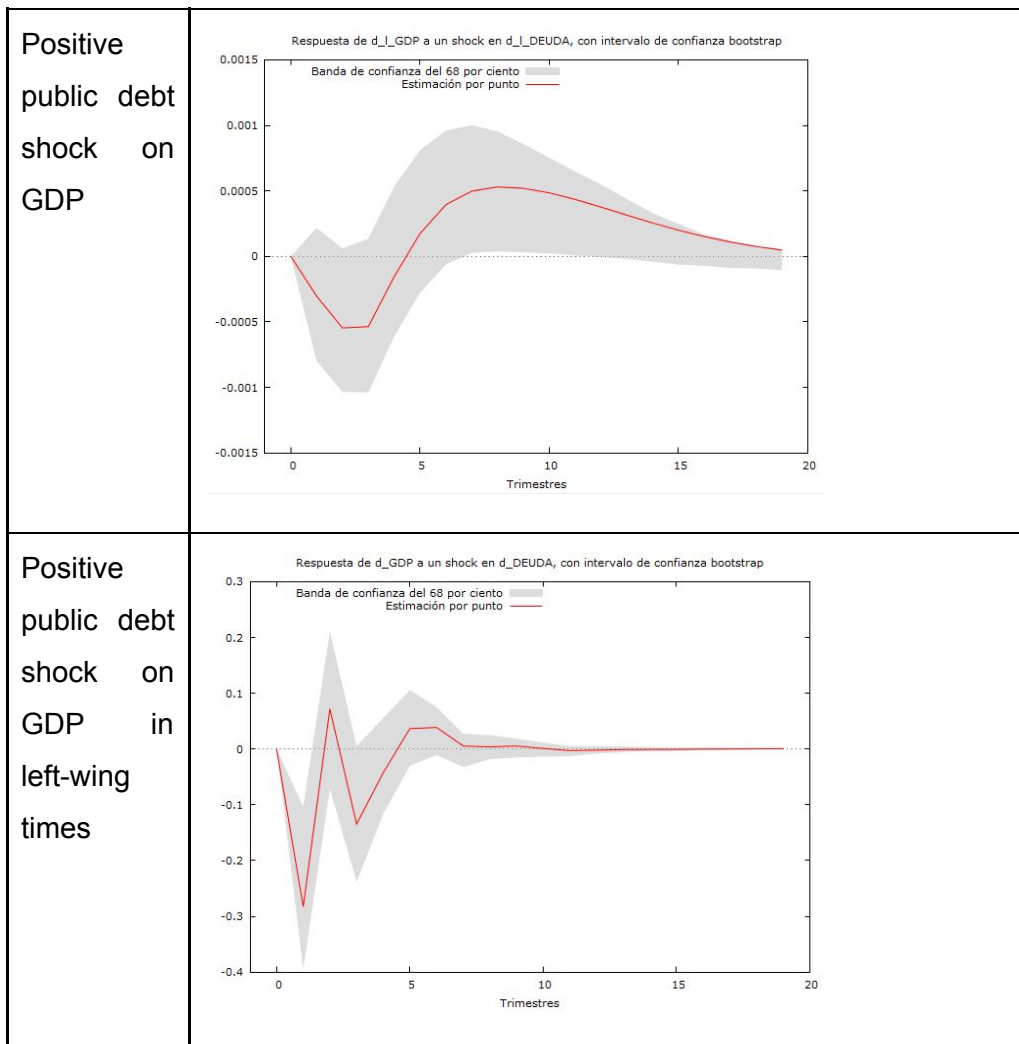 Positive
public debt
shock on
GDP
Respuesta de d_l_GDP a un shock en d_l_DEUDA, con intervalo de confianza bootstrap
Banda de confianza del 68 por ciento
Estimación por punto
0.0015
0.001
0.0005
0
-0.0005
-0.001
-0.0015
0 5 10 15 20
Trimestres
Positive
public debt
shock on
GDP in
left-wing
times
Respuesta de d_GDP a un shock en d_DEUDA, con intervalo de confianza bootstrap
Banda de confianza del 68 por ciento
Estimación por punto
0.3
0.2
0.1
0
-0.1
-0.2
-0.3
-0.4
0 5 10 15 20
Trimestres